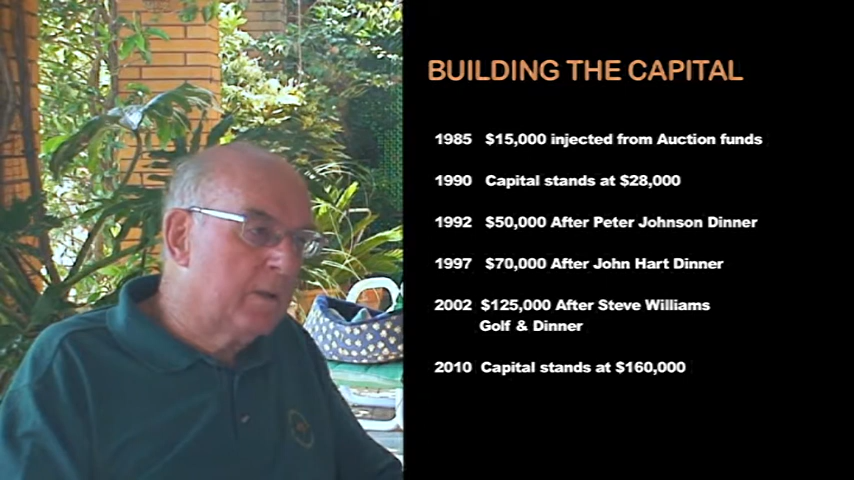 BUILDING THE CAPITAL
1985 $15,000 injected from Auction funds
1990 Capital stands at $28,000
1992 $50,000 After Peter Johnson Dinner
1997 $70,000 After John Hart Dinner
2002 $125,000 After Steve Williams
Golf & Dinner
2010 Capital stands at $160,000